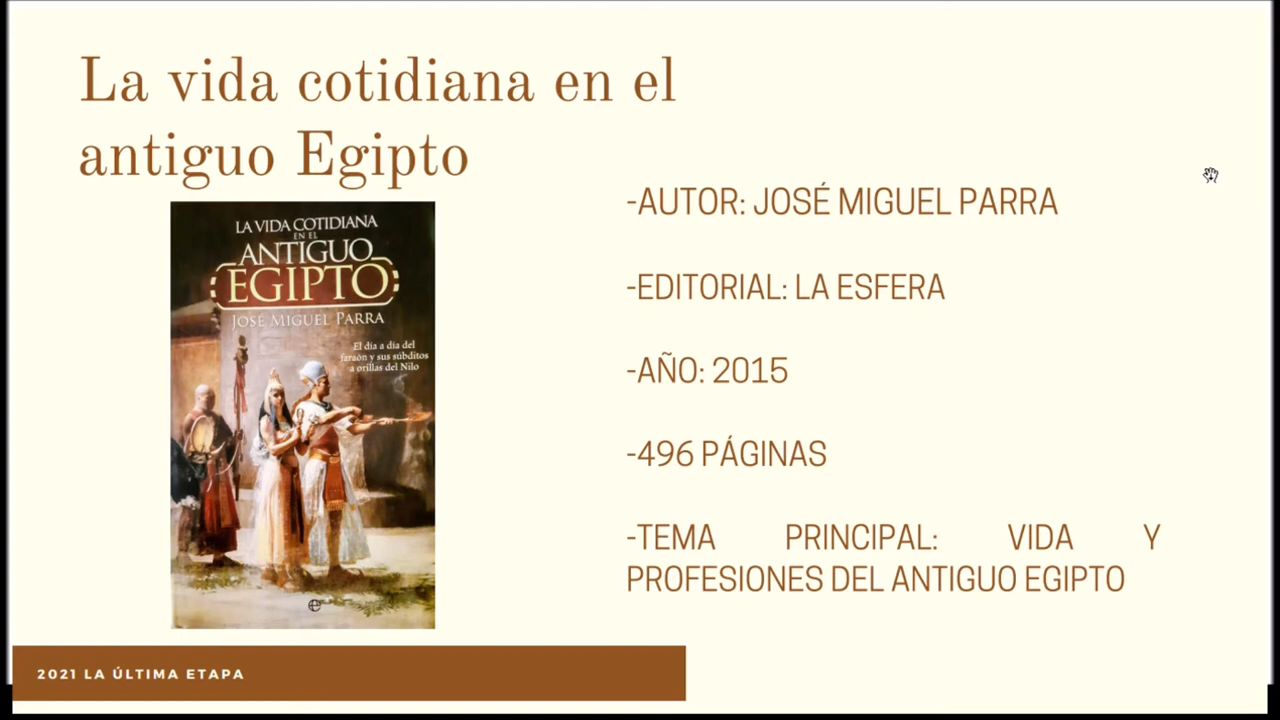 La vida cotidiana en el
antiguo Egipto
LA VIDA COTIDIANA
EN EL
ANTIGUO
EGIPTO
JOSÉ MIGUEL PARRA
El día a día del
faraón y sus súbditos
a orillas del Nilo
-AUTOR: JOSÉ MIGUEL PARRA
-EDITORIAL: LA ESFERA
-AÑO: 2015
-496 PÁGINAS
-TEMA PRINCIPAL: VIDA Y
PROFESIONES DEL ANTIGUO EGIPTO
2021 LA ÚLTIMA ETAPA